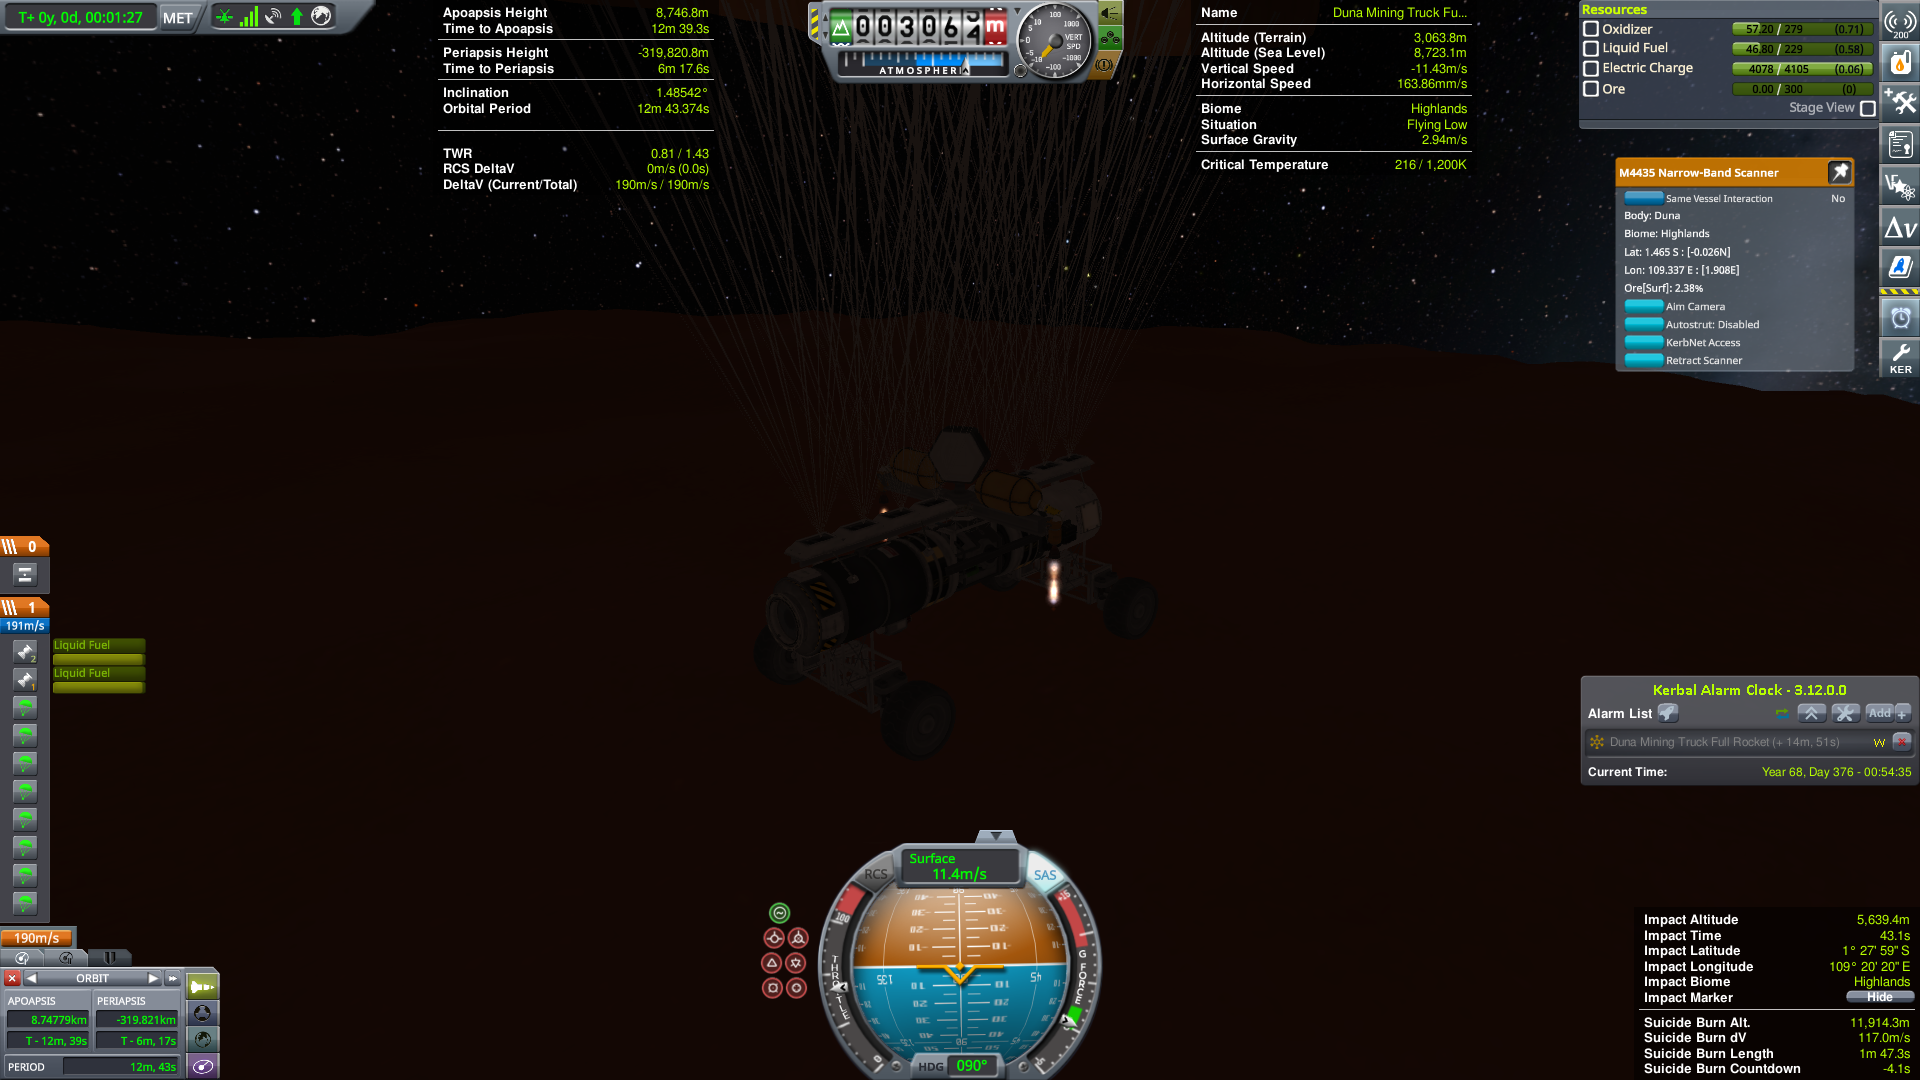 T+ 0y, 0d, 00:01:27 MET
Apoapsis Height 8,746.8m
Time to Apoapsis 12m 39.3s
Periapsis Height -319,820.8m
Time to Periapsis 6m 17.6s
Inclination 1.48542°
Orbital Period 12m 43.374s
TWR 0.81 / 1.43
RCS DeltaV 0m/s (0.0s)
DeltaV (Current/Total) 190m/s / 190m/s
ATMOSPHERIC
VERT SPD
Name Duna Mining Truck Fu...
Altitude (Terrain) 3,063.8m
Altitude (Sea Level) 8,723.1m
Vertical Speed -11.43m/s
Horizontal Speed 163.86mm/s
Biome Highlands
Situation Flying Low
Surface Gravity 2.94m/s
Critical Temperature 216 / 1,200K
Resources
Oxidizer 57.20 / 279 (0.71)
Liquid Fuel 46.80 / 229 (0.58)
Electric Charge 4078 / 4105 (0.06)
Ore 0.00 / 300 (0)
Stage View
200
M4435 Narrow-Band Scanner
Same Vessel Interaction No
Body: Duna
Biome: Highlands
Lat: 1.465 S : [-0.026N]
Lon: 109.337 E : [1.908E]
Ore[Surf]: 2.38%
Aim Camera
Autostrut: Disabled
KerbNet Access
Retract Scanner
Δv
KER
0
1
191m/s
Liquid Fuel
2
Liquid Fuel
1
190m/s
ORBIT
APOAPSIS PERIAPSIS
8.74779km -319.821km
T - 12m, 39s T - 6m, 17s
PERIOD 12m, 43s
Kerbal Alarm Clock - 3.12.0.0
Alarm List Add +
Duna Mining Truck Full Rocket (+ 14m, 51s) W
Current Time: Year 68, Day 376 - 00:54:35
RCS Surface SAS
11.4m/s
THROTTLE
G FORCE
HDG 090°
Impact Altitude 5,639.4m
Impact Time 43.1s
Impact Latitude 1° 27' 59" S
Impact Longitude 109° 20' 20" E
Impact Biome Highlands
Impact Marker Hide
Suicide Burn Alt. 11,914.3m
Suicide Burn dV 117.0m/s
Suicide Burn Length 1m 47.3s
Suicide Burn Countdown -4.1s